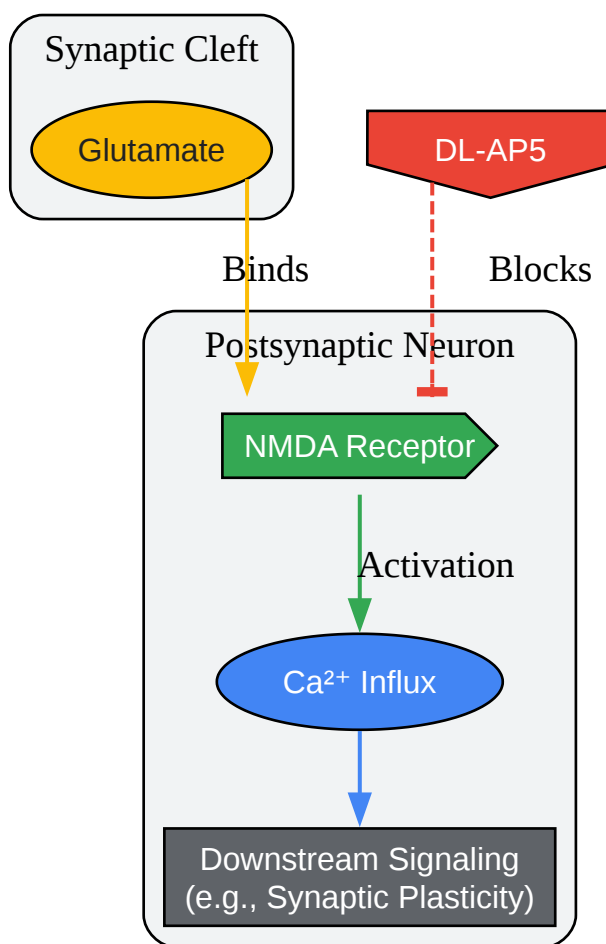 Synaptic Cleft
Glutamate
DL-AP5
Binds
Blocks
Postsynaptic Neuron
NMDA Receptor
Activation
Ca²⁺ Influx
Downstream Signaling
(e.g., Synaptic Plasticity)